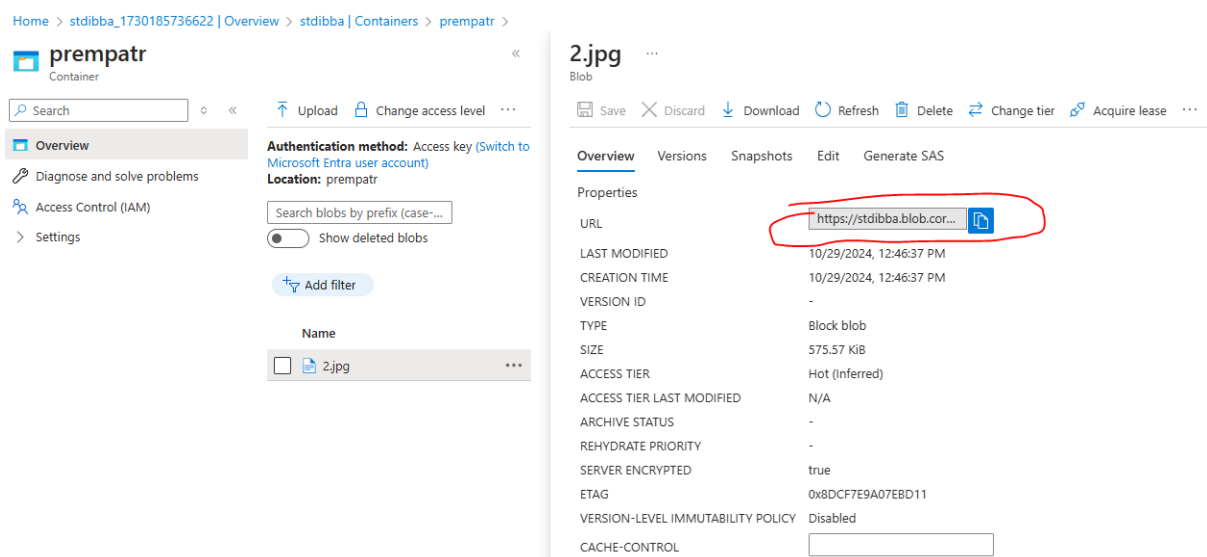 Home > stdibba_1730185736622 | Overview > stdibba | Containers > prempatr >
prempatr
Container
Search
Overview
Diagnose and solve problems
Access Control (IAM)
Settings
Upload
Change access level
Authentication method: Access key (Switch to
Microsoft Entra user account)
Location: prempatr
Search blobs by prefix (case-...
Show deleted blobs
Add filter
Name
2.jpg
2.jpg
Blob
Save
Discard
Download
Refresh
Delete
Change tier
Acquire lease
Overview
Versions
Snapshots
Edit
Generate SAS
Properties
URL https://stdibba.blob.cor...
LAST MODIFIED 10/29/2024, 12:46:37 PM
CREATION TIME 10/29/2024, 12:46:37 PM
VERSION ID -
TYPE Block blob
SIZE 575.57 KiB
ACCESS TIER Hot (Inferred)
ACCESS TIER LAST MODIFIED N/A
ARCHIVE STATUS -
REHYDRATE PRIORITY -
SERVER ENCRYPTED true
ETAG 0x8DCF7E9A07EBD11
VERSION-LEVEL IMMUTABILITY POLICY Disabled
CACHE-CONTROL